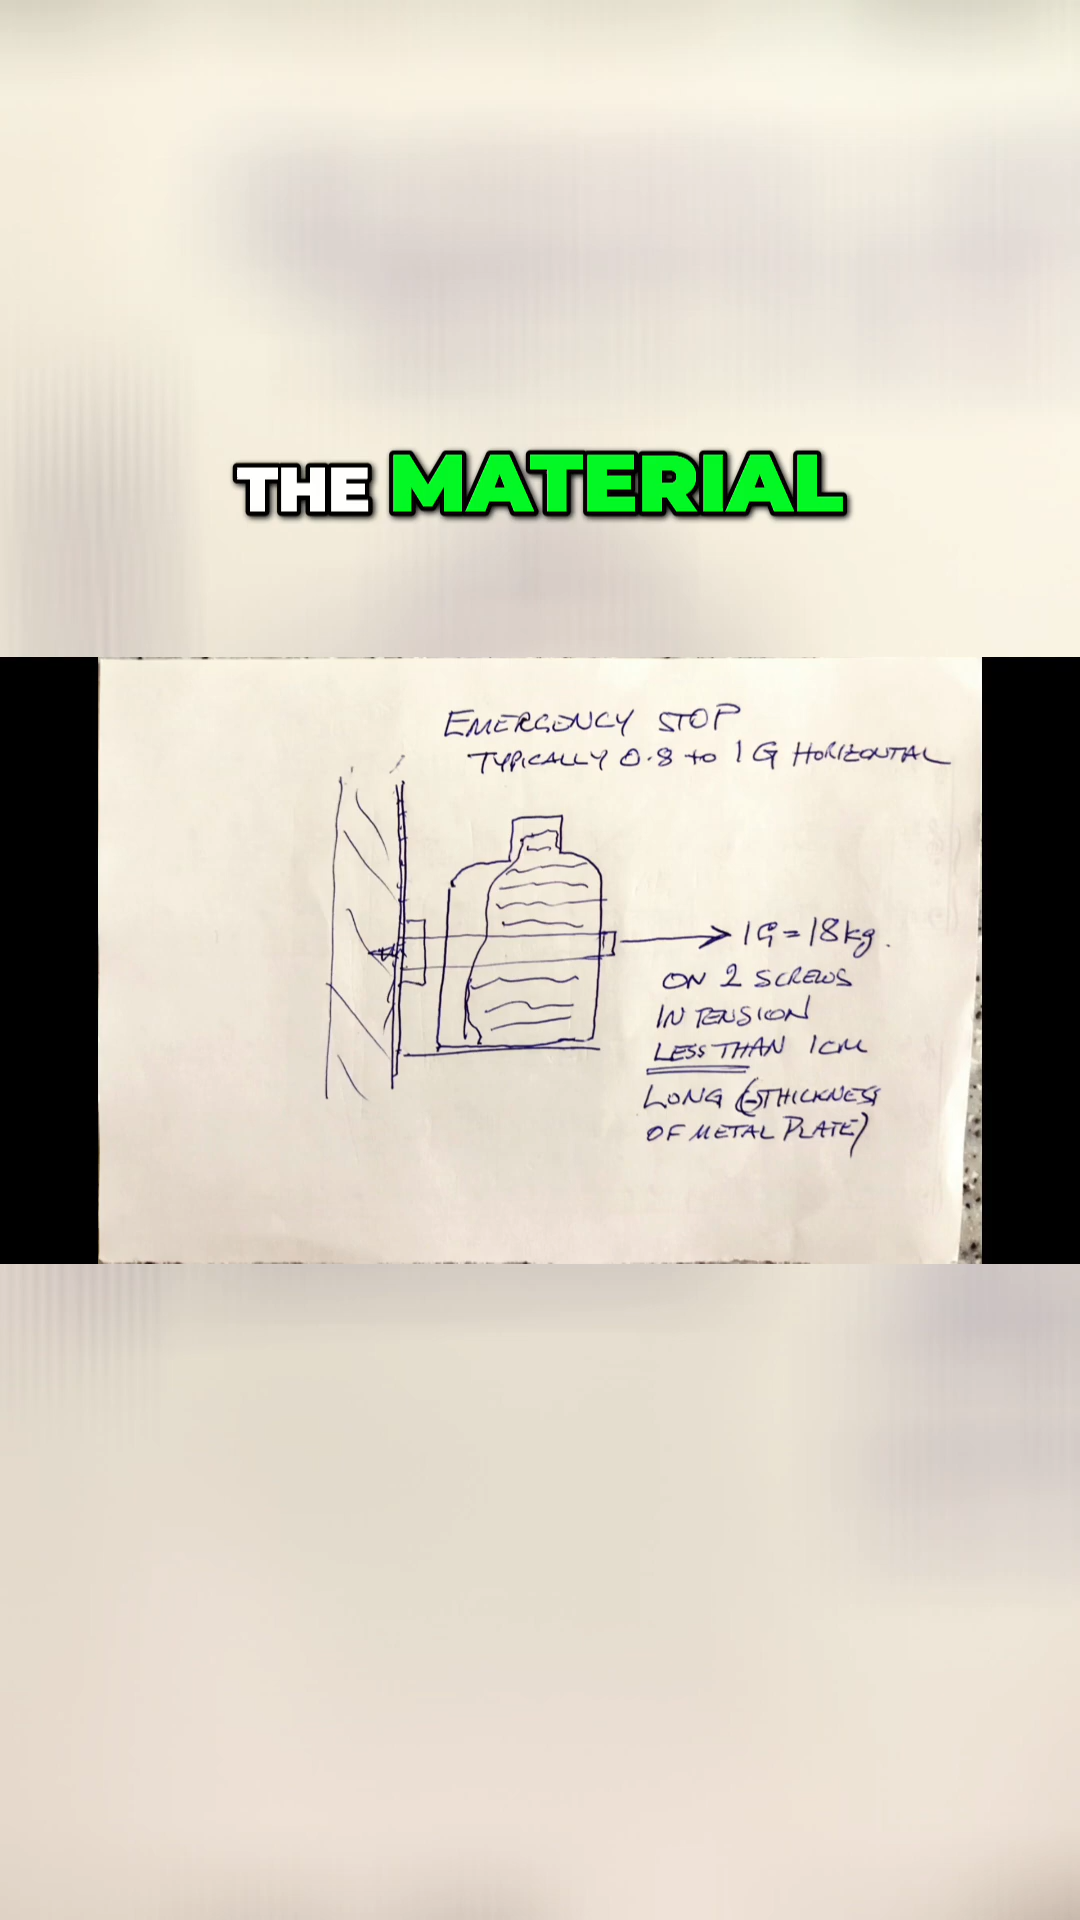 THE MATERIAL
EMERGENCY STOP
TYPICALLY 0.8 to 1G HORIZONTAL
1G = 18kg.
ON 2 SCREWS
IN TENSION
LESS THAN 1CM
LONG (-THICKNESS
OF METAL PLATE)